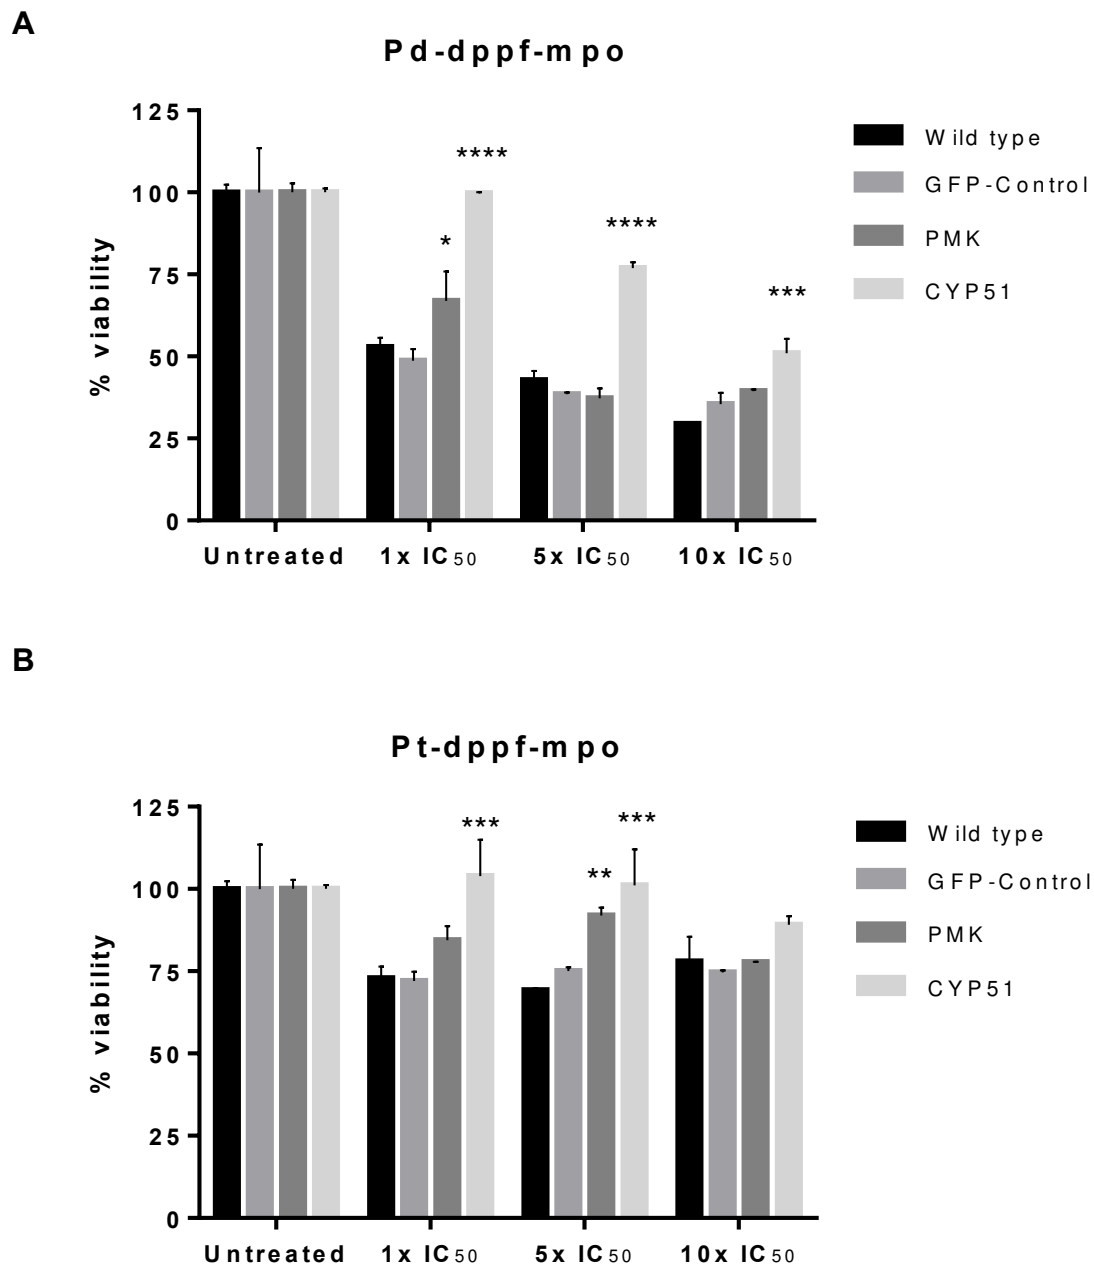 A
Pd-dppf-mpo
125
100
75
50
25
0
% viability
****
*
****
***
Untreated
1x IC50
5x IC50
10x IC50
Wild type
GFP-Control
PMK
CYP51
B
Pt-dppf-mpo
125
100
75
50
25
0
% viability
***
**
***
Untreated
1x IC50
5x IC50
10x IC50
Wild type
GFP-Control
PMK
CYP51